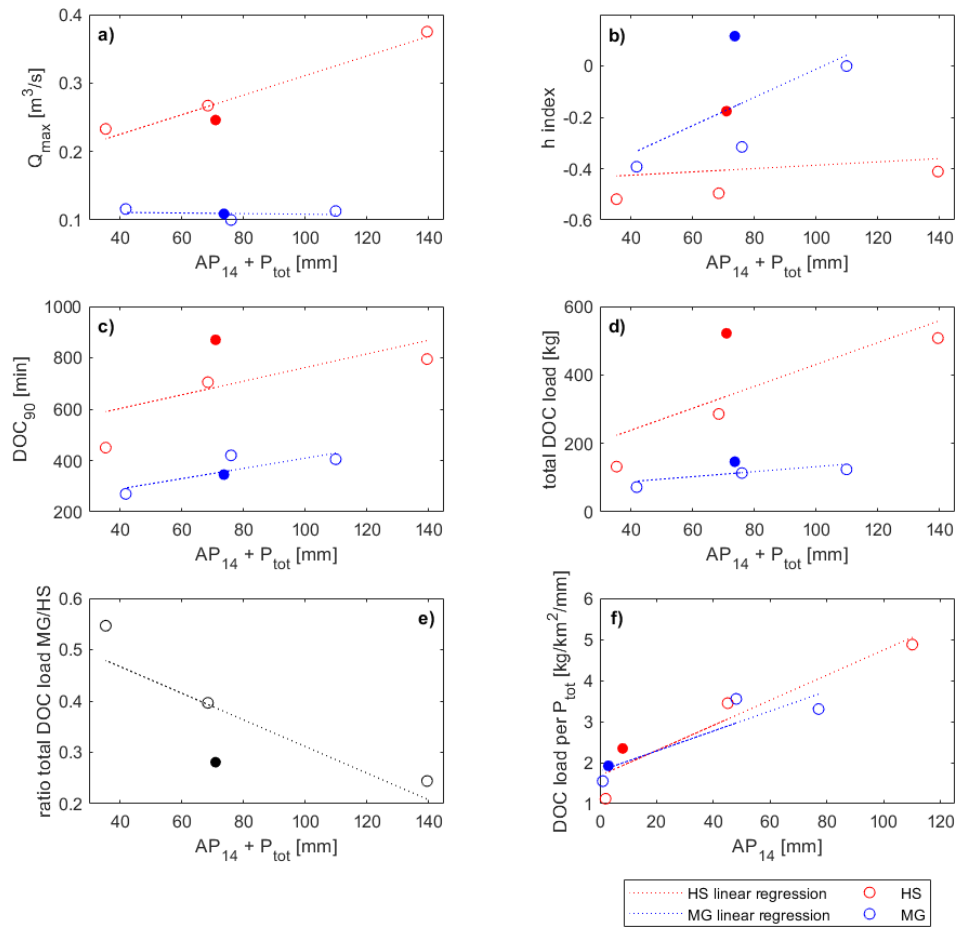 a)
0.4
0.3
0.2
0.1
Q_max [m³/s]
40 60 80 100 120 140
AP₁₄ + P_tot [mm]
b)
0
-0.2
-0.4
-0.6
h index
40 60 80 100 120 140
AP₁₄ + P_tot [mm]
c)
1000
800
600
400
200
DOC₉₀ [min]
40 60 80 100 120 140
AP₁₄ + P_tot [mm]
d)
600
400
200
0
total DOC load [kg]
40 60 80 100 120 140
AP₁₄ + P_tot [mm]
e)
0.6
0.5
0.4
0.3
0.2
ratio total DOC load MG/HS
40 60 80 100 120 140
AP₁₄ + P_tot [mm]
f)
6
5
4
3
2
1
DOC load per P_tot [kg/km²/mm]
0 20 40 60 80 100 120
AP₁₄ [mm]
HS linear regression HS
MG linear regression MG